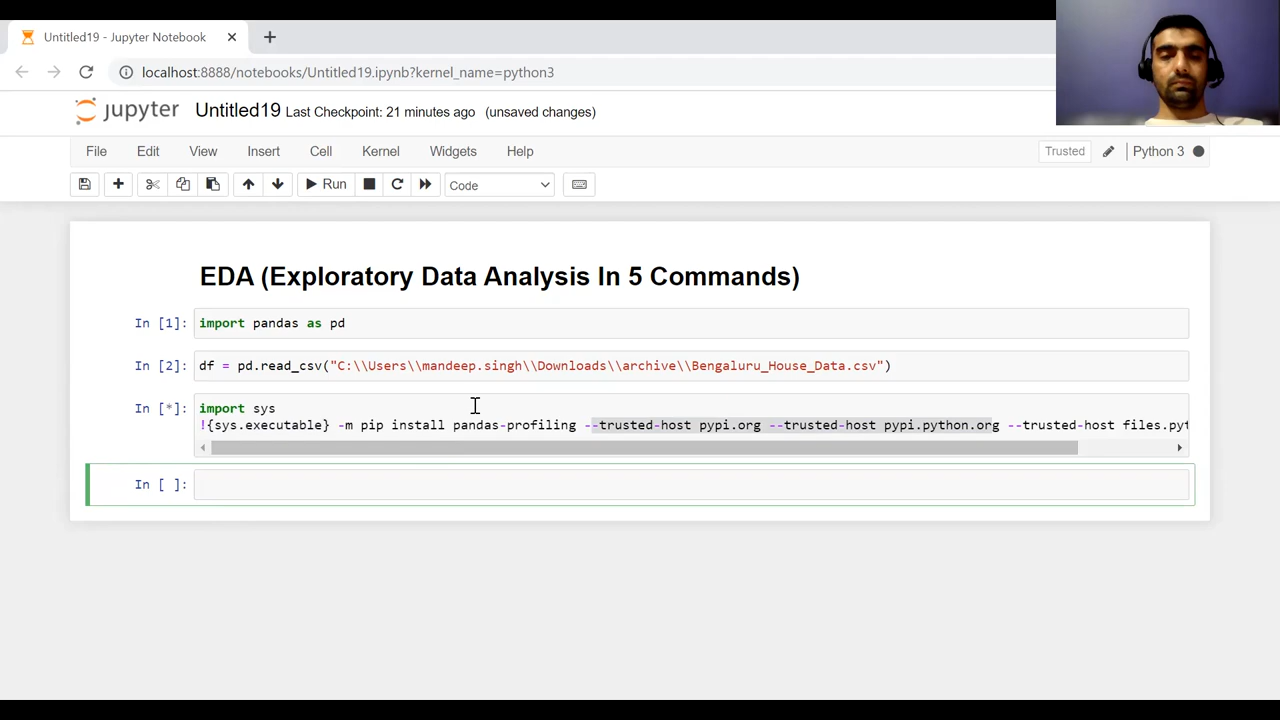 Untitled19 - Jupyter Notebook
localhost:8888/notebooks/Untitled19.ipynb?kernel_name=python3
jupyter Untitled19 Last Checkpoint: 21 minutes ago (unsaved changes)
File Edit View Insert Cell Kernel Widgets Help Trusted Python 3
Run Code
EDA (Exploratory Data Analysis In 5 Commands)
In [1]: import pandas as pd
In [2]: df = pd.read_csv("C:\\Users\\mandeep.singh\\Downloads\\archive\\Bengaluru_House_Data.csv")
In [*]: import sys
!{sys.executable} -m pip install pandas-profiling --trusted-host pypi.org --trusted-host pypi.python.org --trusted-host files.pyt
In [ ]: